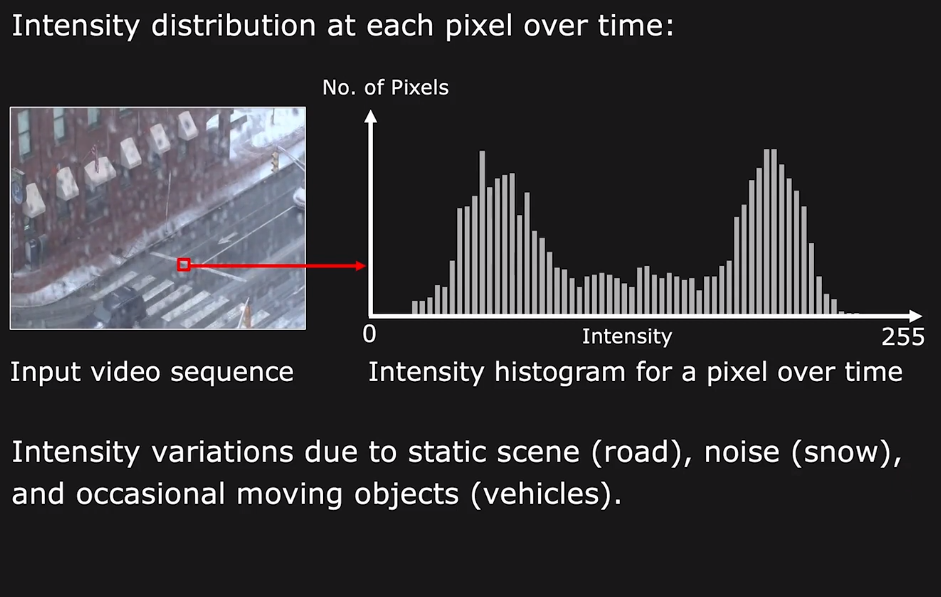 Intensity distribution at each pixel over time:
No. of Pixels
0
Intensity
255
Input video sequence
Intensity histogram for a pixel over time
Intensity variations due to static scene (road), noise (snow),
and occasional moving objects (vehicles).